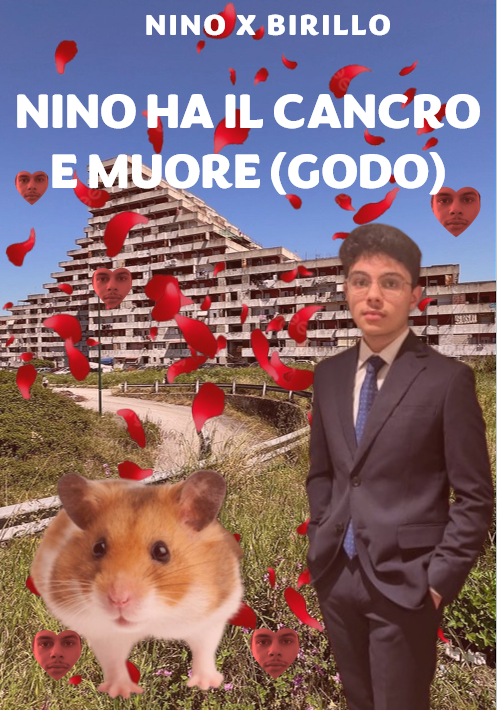 NINO X BIRILLO
NINO HA IL CANCRO
E MUORE (GODO)